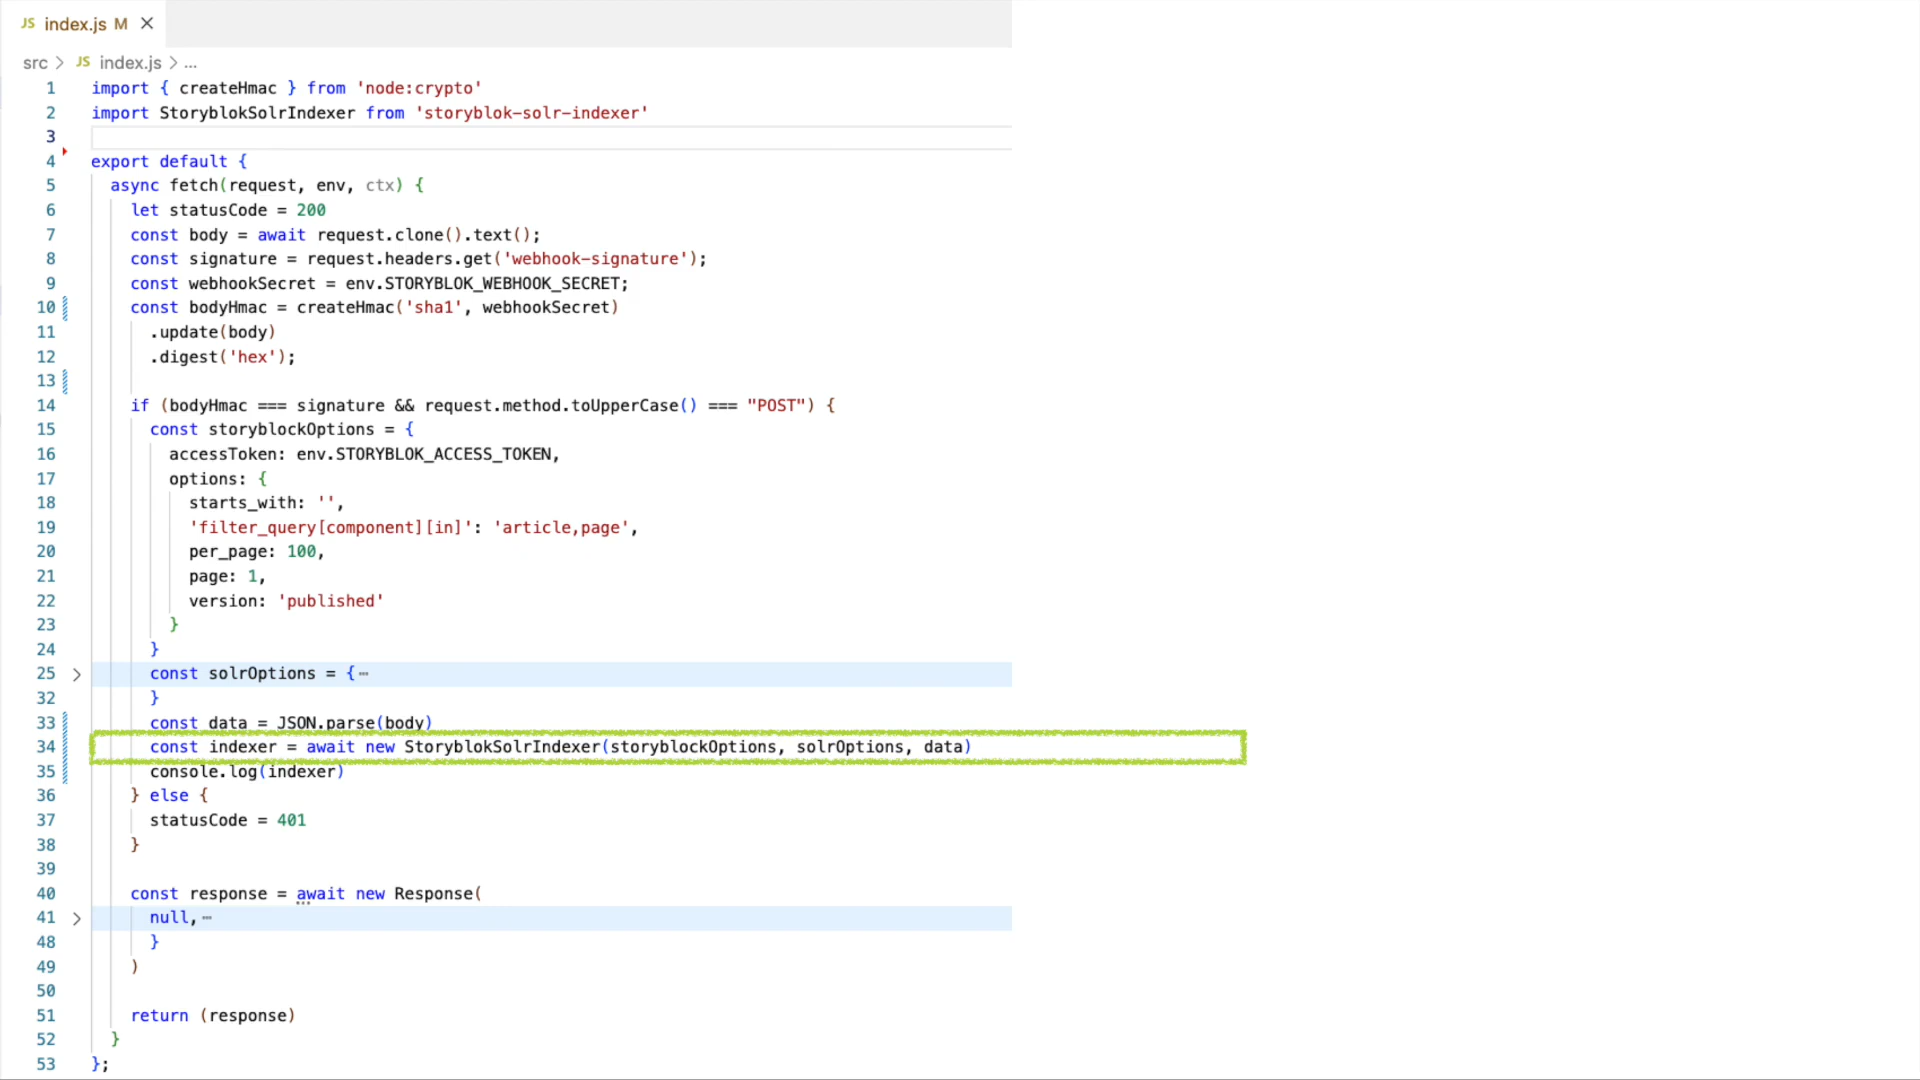 JS index.js M ×
src > JS index.js > ...
1 import { createHmac } from 'node:crypto'
2 import StoryblokSolrIndexer from 'storyblok-solr-indexer'
3
4 export default {
5 async fetch(request, env, ctx) {
6 let statusCode = 200
7 const body = await request.clone().text();
8 const signature = request.headers.get('webhook-signature');
9 const webhookSecret = env.STORYBLOK_WEBHOOK_SECRET;
10 const bodyHmac = createHmac('sha1', webhookSecret)
11 .update(body)
12 .digest('hex');
13
14 if (bodyHmac === signature && request.method.toUpperCase() === "POST") {
15 const storyblockOptions = {
16 accessToken: env.STORYBLOK_ACCESS_TOKEN,
17 options: {
18 starts_with: '',
19 'filter_query[component][in]': 'article,page',
20 per_page: 100,
21 page: 1,
22 version: 'published'
23 }
24 }
25 > const solrOptions = {⋯
32 }
33 const data = JSON.parse(body)
34 const indexer = await new StoryblokSolrIndexer(storyblockOptions, solrOptions, data)
35 console.log(indexer)
36 } else {
37 statusCode = 401
38 }
39
40 const response = await new Response(
41 > null,⋯
48 }
49 )
50
51 return (response)
52 }
53 };